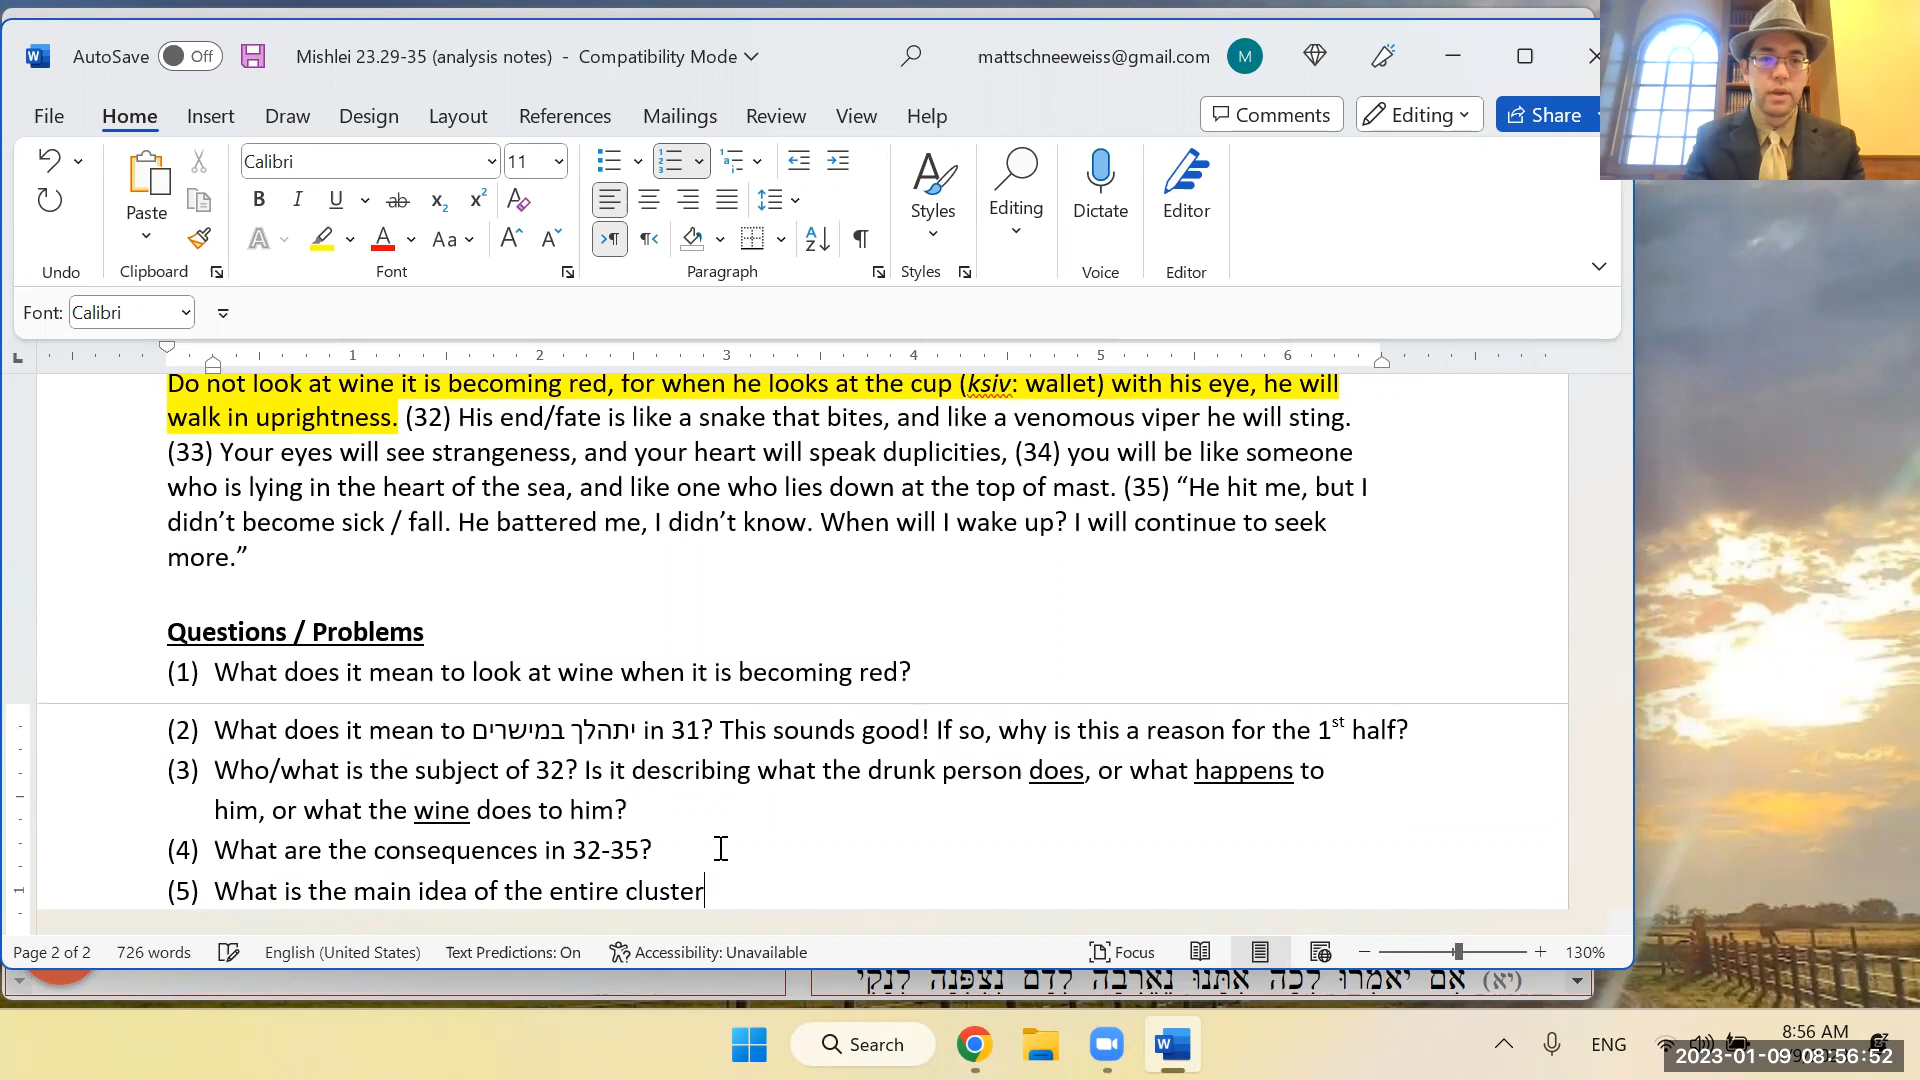 AutoSave Off Mishlei 23.29-35 (analysis notes) - Compatibility Mode mattschneeweiss@gmail.com M
File Home Insert Draw Design Layout References Mailings Review View Help Comments Editing Share
Calibri 11
Paste Styles Editing Dictate Editor
Undo Clipboard Font Paragraph Styles Voice Editor
Font: Calibri
1 2 3 4 5 6
Do not look at wine it is becoming red, for when he looks at the cup (ksiv: wallet) with his eye, he will
walk in uprightness. (32) His end/fate is like a snake that bites, and like a venomous viper he will sting.
(33) Your eyes will see strangeness, and your heart will speak duplicities, (34) you will be like someone
who is lying in the heart of the sea, and like one who lies down at the top of mast. (35) “He hit me, but I
didn’t become sick / fall. He battered me, I didn’t know. When will I wake up? I will continue to seek
more.”
Questions / Problems
(1) What does it mean to look at wine when it is becoming red?
(2) What does it mean to יתהלך במישרים in 31? This sounds good! If so, why is this a reason for the 1st half?
(3) Who/what is the subject of 32? Is it describing what the drunk person does, or what happens to
him, or what the wine does to him?
(4) What are the consequences in 32-35?
(5) What is the main idea of the entire cluster
Page 2 of 2 726 words English (United States) Text Predictions: On Accessibility: Unavailable Focus 130%
(יא) אִם יֹאמְרוּ לְכָה אִתָּנוּ נֶאֶרְבָה לְדָם נִצְפְּנָה לְנָקִי
Search ENG 8:56 AM
2023-01-09 08:56:52